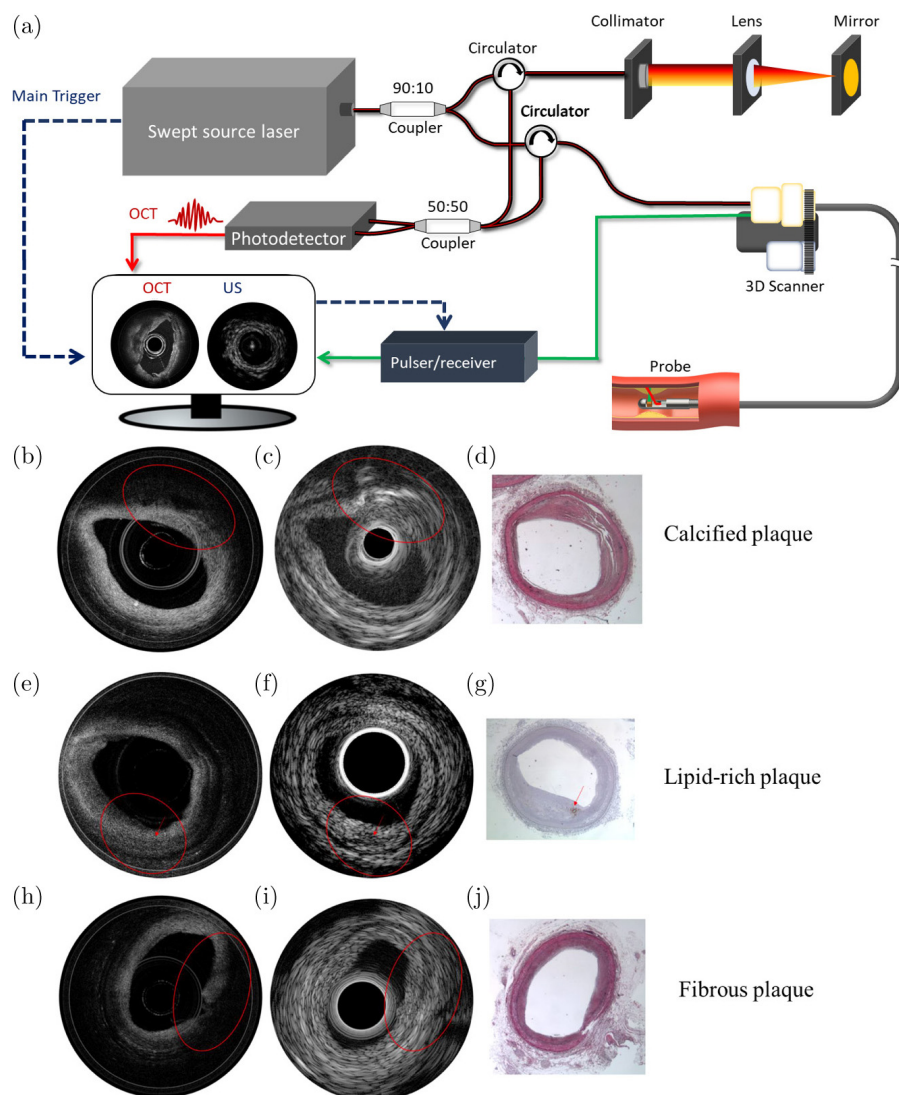 (a)
Collimator
Lens
Mirror
Circulator
Main Trigger
90:10
Coupler
Circulator
Swept source laser
OCT
50:50
Coupler
Photodetector
OCT
US
3D Scanner
Pulser/receiver
Probe
(b)
(c)
(d)
Calcified plaque
(e)
(f)
(g)
Lipid-rich plaque
(h)
(i)
(j)
Fibrous plaque